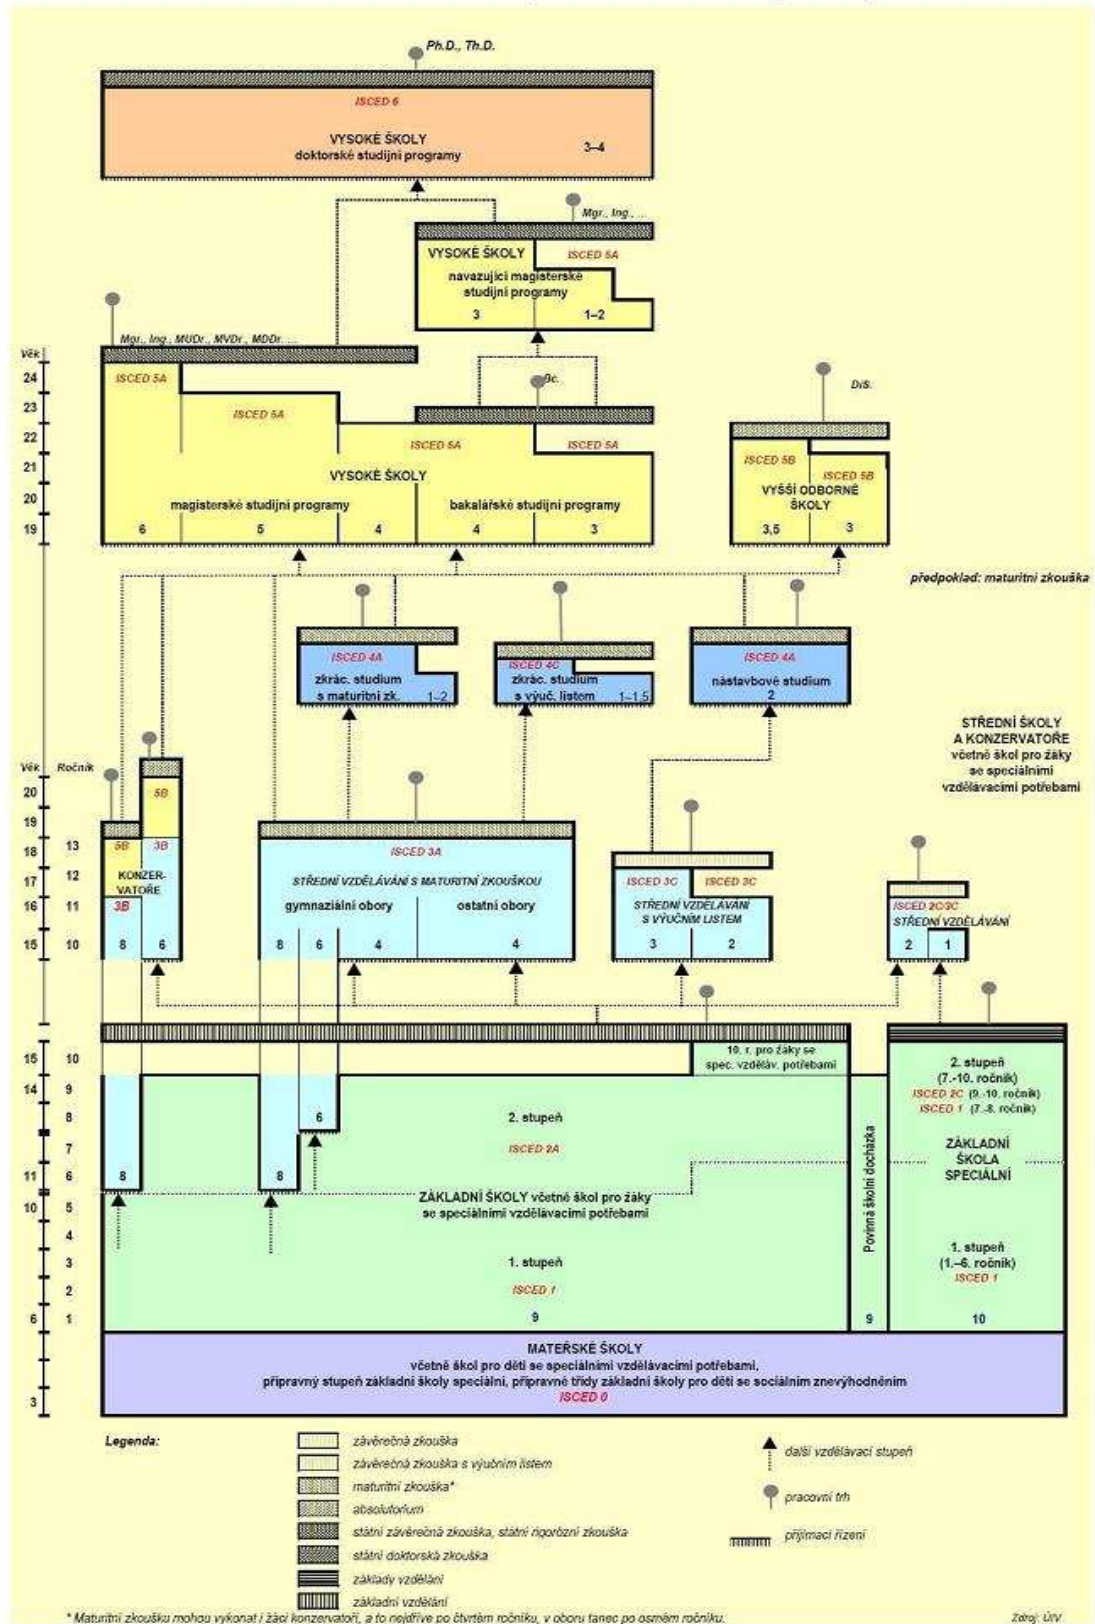 Ph.D., Th.D.
ISCED 6
VYSOKÉ ŠKOLY
doktorské studijní programy
3–4
Mgr., Ing., ...
VYSOKÉ ŠKOLY
ISCED 5A
navazující magisterské
studijní programy
3
1–2
Mgr., Ing., MUDr., MVDr., MDDr. ...
Věk
24
ISCED 5A
Bc.
DiS.
23
ISCED 5A
22
ISCED 5A
ISCED 5A
21
ISCED 5B
ISCED 5B
VYSOKÉ ŠKOLY
20
magisterské studijní programy
bakalářské studijní programy
VYŠŠÍ ODBORNÉ
ŠKOLY
19
6
5
4
4
3
3,5
3
předpoklad: maturitní zkouška
ISCED 4A
zkrác. studium
s maturitní zk.
1–2
ISCED 4C
zkrác. studium
s výuč. listem
1–1,5
ISCED 4A
nástavbové studium
2
STŘEDNÍ ŠKOLY
A KONZERVATOŘE
včetně škol pro žáky
se speciálními
vzdělávacími potřebami
Věk
Ročník
20
5B
19
18
13
5B
3B
ISCED 3A
17
12
KONZER-
VATOŘE
STŘEDNÍ VZDĚLÁVÁNÍ S MATURITNÍ ZKOUŠKOU
ISCED 3C
ISCED 3C
16
11
3B
gymnaziální obory
ostatní obory
STŘEDNÍ VZDĚLÁVÁNÍ
S VÝUČNÍM LISTEM
ISCED 2C/3C
STŘEDNÍ VZDĚLÁVÁNÍ
15
10
8
6
8
6
4
4
3
2
2
1
15
10
10. r. pro žáky se
spec. vzděláv. potřebami
14
9
8
6
2. stupeň
7
ISCED 2A
11
6
8
8
10
5
ZÁKLADNÍ ŠKOLY včetně škol pro žáky
se speciálními vzdělávacími potřebami
4
3
1. stupeň
2
ISCED 1
6
1
9
Povinná školní docházka
9
2. stupeň
(7.-10. ročník)
ISCED 2C (9.-10. ročník)
ISCED 1 (7.-8. ročník)
ZÁKLADNÍ
ŠKOLA
SPECIÁLNÍ
1. stupeň
(1.–6. ročník)
ISCED 1
10
MATEŘSKÉ ŠKOLY
včetně škol pro děti se speciálními vzdělávacími potřebami,
přípravný stupeň základní školy speciální, přípravné třídy základní školy pro děti se sociálním znevýhodněním
ISCED 0
3
Legenda:
závěrečná zkouška
závěrečná zkouška s výučním listem
maturitní zkouška*
absolutorium
státní závěrečná zkouška, státní rigorózní zkouška
státní doktorská zkouška
základy vzdělání
základní vzdělání
další vzdělávací stupeň
pracovní trh
přijímací řízení
* Maturitní zkoušku mohou vykonat i žáci konzervatoří, a to nejdříve po čtvrtém ročníku, v oboru tanec po osmém ročníku.
Zdroj: ÚIV